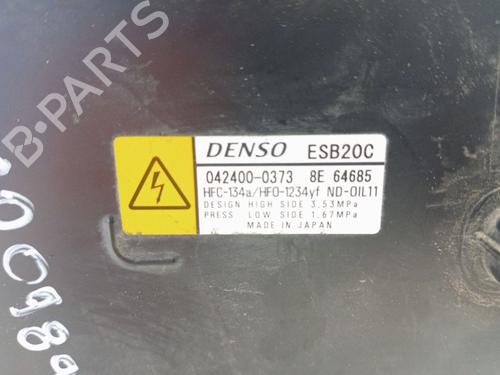 B-PARTS
DENSO ESB20C
042400-0373 8E 64685
HFC-134a/HFO-1234yf ND-OIL11
DESIGN HIGH SIDE 3.53MPa
PRESS LOW SIDE 1.67MPa
MADE IN JAPAN